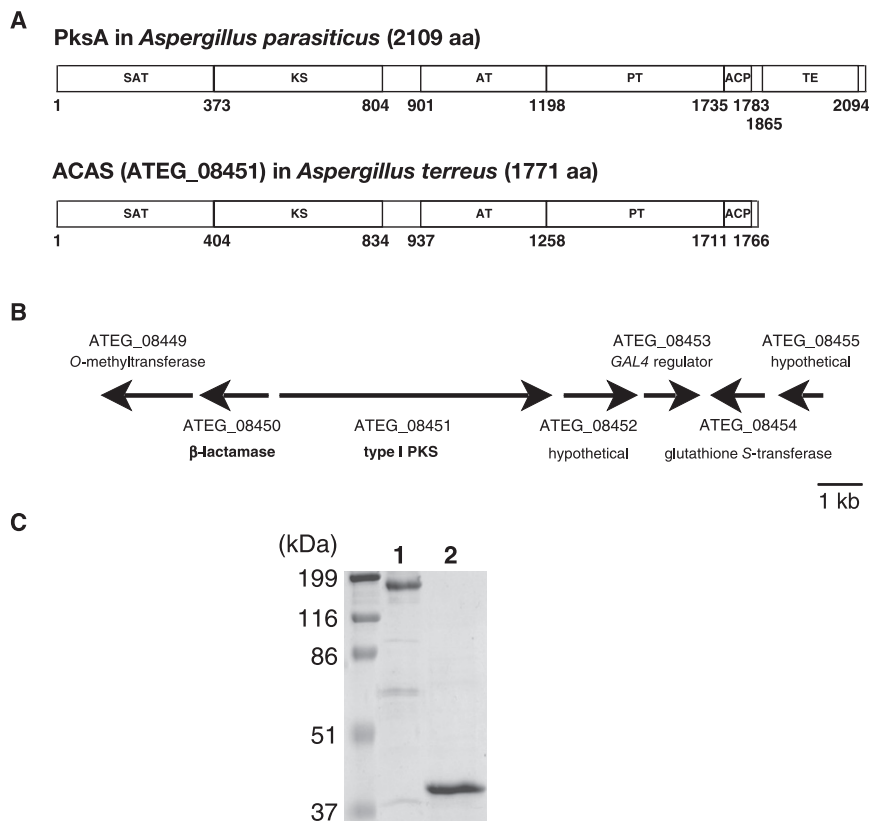 A
PksA in Aspergillus parasiticus (2109 aa)
SAT KS AT PT ACP TE
1 373 804 901 1198 1735 1783 2094
1865
ACAS (ATEG_08451) in Aspergillus terreus (1771 aa)
SAT KS AT PT ACP
1 404 834 937 1258 1711 1766
B
ATEG_08449 ATEG_08453 ATEG_08455
O-methyltransferase GAL4 regulator hypothetical
ATEG_08450 ATEG_08451 ATEG_08452 ATEG_08454
β-lactamase type I PKS hypothetical glutathione S-transferase
1 kb
C
(kDa) 1 2
199
116
86
51
37